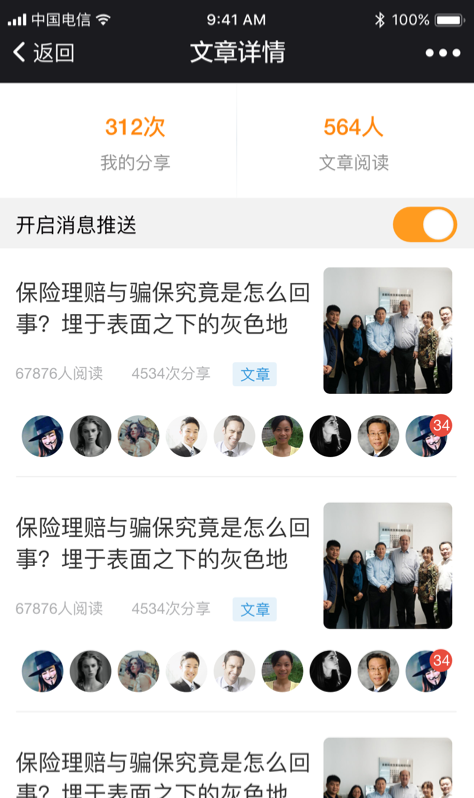 中国电信 9:41 AM 100%
返回 文章详情
312次 564人
我的分享 文章阅读
开启消息推送
保险理赔与骗保究竟是怎么回
事？埋于表面之下的灰色地
67876人阅读 4534次分享 文章
34
保险理赔与骗保究竟是怎么回
事？埋于表面之下的灰色地
67876人阅读 4534次分享 文章
34
保险理赔与骗保究竟是怎么回
事？埋于表面之下的灰色地